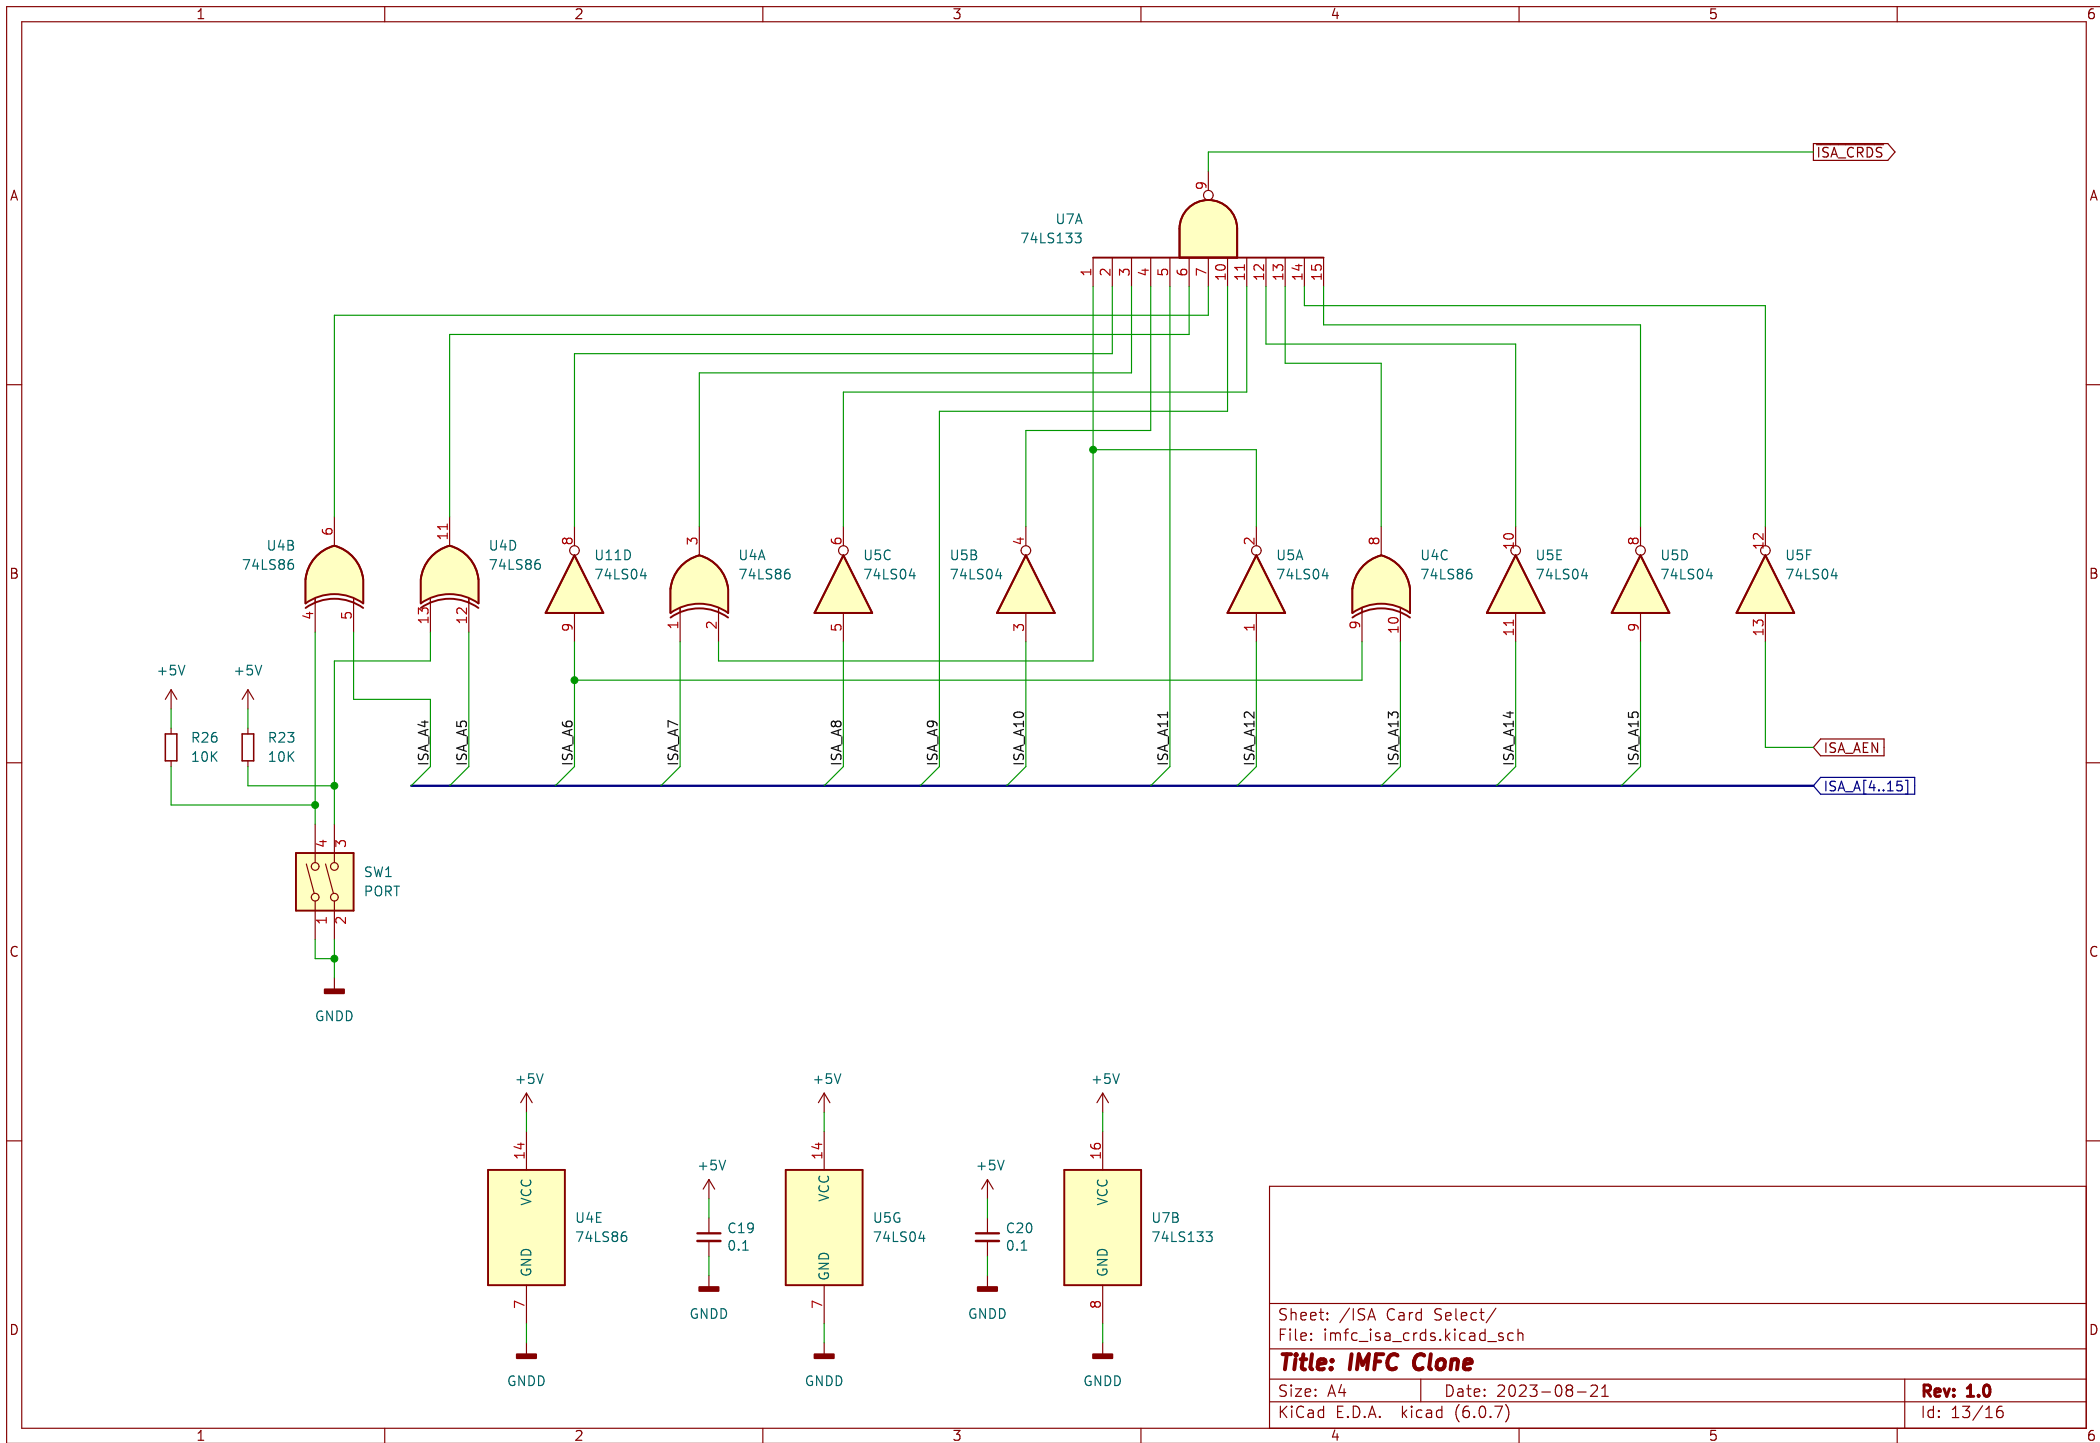 1 2 3 4 5 6
ISA_CRDS
A A
9
U7A
74LS133
1 2 3 4 5 6 7 10 11 12 13 14 15
6 11 8 3 6 4 2 8 10 8 12
U4B
74LS86
U4D
74LS86
U11D
74LS04
U4A
74LS86
U5C
74LS04
U5B
74LS04
U5A
74LS04
U4C
74LS86
U5E
74LS04
U5D
74LS04
U5F
74LS04
B B
4 5 13 12 9 1 2 5 3 1 9 10 11 9 13
+5V +5V
R26
10K
R23
10K
ISA_A4
ISA_A5
ISA_A6
ISA_A7
ISA_A8
ISA_A9
ISA_A10
ISA_A11
ISA_A12
ISA_A13
ISA_A14
ISA_A15
ISA_AEN
ISA_A[4..15]
4 3
SW1
PORT
1 2
C C
GNDD
+5V +5V +5V
14 14 16
+5V +5V
VCC VCC VCC
U4E
74LS86
C19
0.1
U5G
74LS04
C20
0.1
U7B
74LS133
GND GND GND
7 7 8
GNDD GNDD
GNDD GNDD GNDD
D D
Sheet: /ISA Card Select/
File: imfc_isa_crds.kicad_sch
Title: IMFC Clone
Size: A4 Date: 2023-08-21 Rev: 1.0
KiCad E.D.A. kicad (6.0.7) Id: 13/16
1 2 3 4 5 6